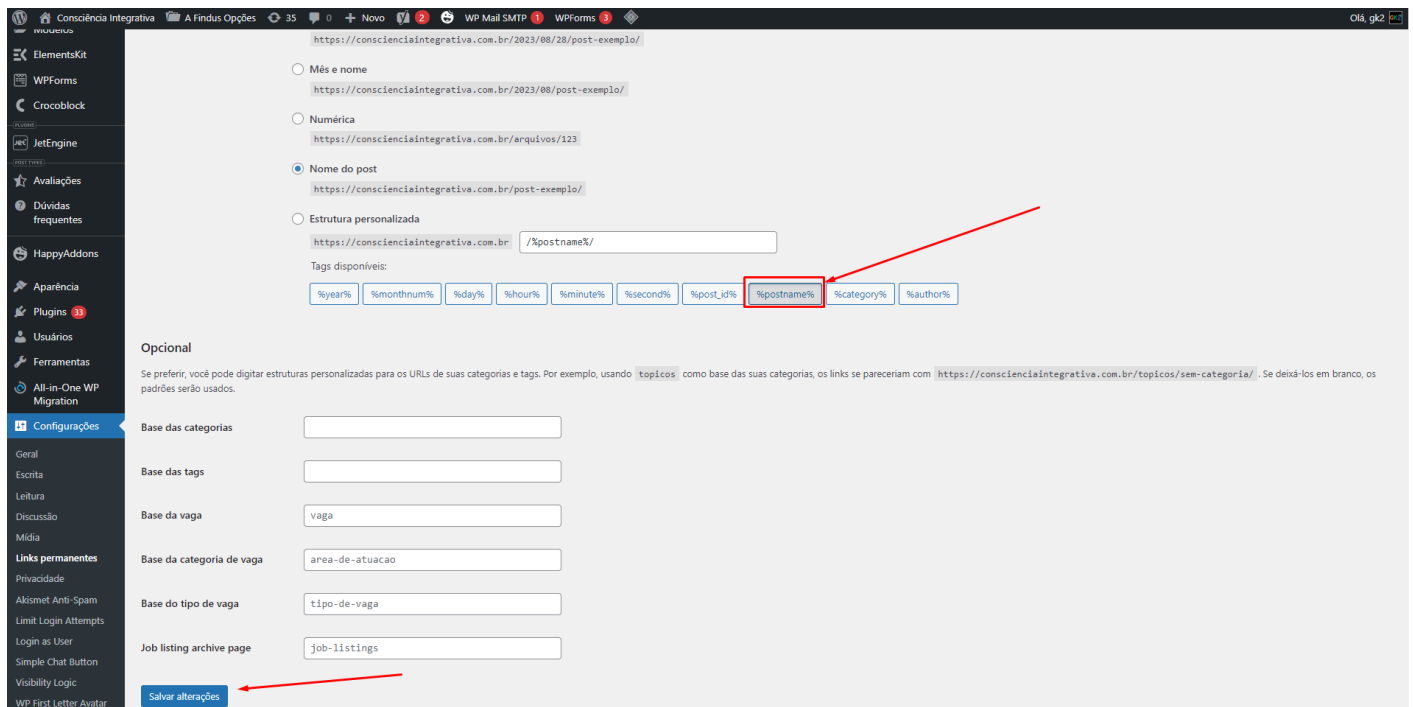 Consciência Integrativa A Findus Opções 35 0 Novo 2 WP Mail SMTP 1 WPForms 3 Olá, gk2
Modelos
ElementsKit
WPForms
Crocoblock
PLUGINS
JetEngine
POST TYPES
Avaliações
Dúvidas
frequentes
HappyAddons
Aparência
Plugins 33
Usuários
Ferramentas
All-in-One WP
Migration
Configurações
Geral
Escrita
Leitura
Discussão
Mídia
Links permanentes
Privacidade
Akismet Anti-Spam
Limit Login Attempts
Login as User
Simple Chat Button
Visibility Logic
WP First Letter Avatar
https://conscienciaintegrativa.com.br/2023/08/28/post-exemplo/
Mês e nome
https://conscienciaintegrativa.com.br/2023/08/post-exemplo/
Numérica
https://conscienciaintegrativa.com.br/arquivos/123
Nome do post
https://conscienciaintegrativa.com.br/post-exemplo/
Estrutura personalizada
https://conscienciaintegrativa.com.br /%postname%/
Tags disponíveis:
%year% %monthnum% %day% %hour% %minute% %second% %post_id% %postname% %category% %author%
Opcional
Se preferir, você pode digitar estruturas personalizadas para os URLs de suas categorias e tags. Por exemplo, usando topicos como base das suas categorias, os links se pareceriam com https://conscienciaintegrativa.com.br/topicos/sem-categoria/ . Se deixá-los em branco, os
padrões serão usados.
Base das categorias
Base das tags
Base da vaga vaga
Base da categoria de vaga area-de-atuacao
Base do tipo de vaga tipo-de-vaga
Job listing archive page job-listings
Salvar alterações